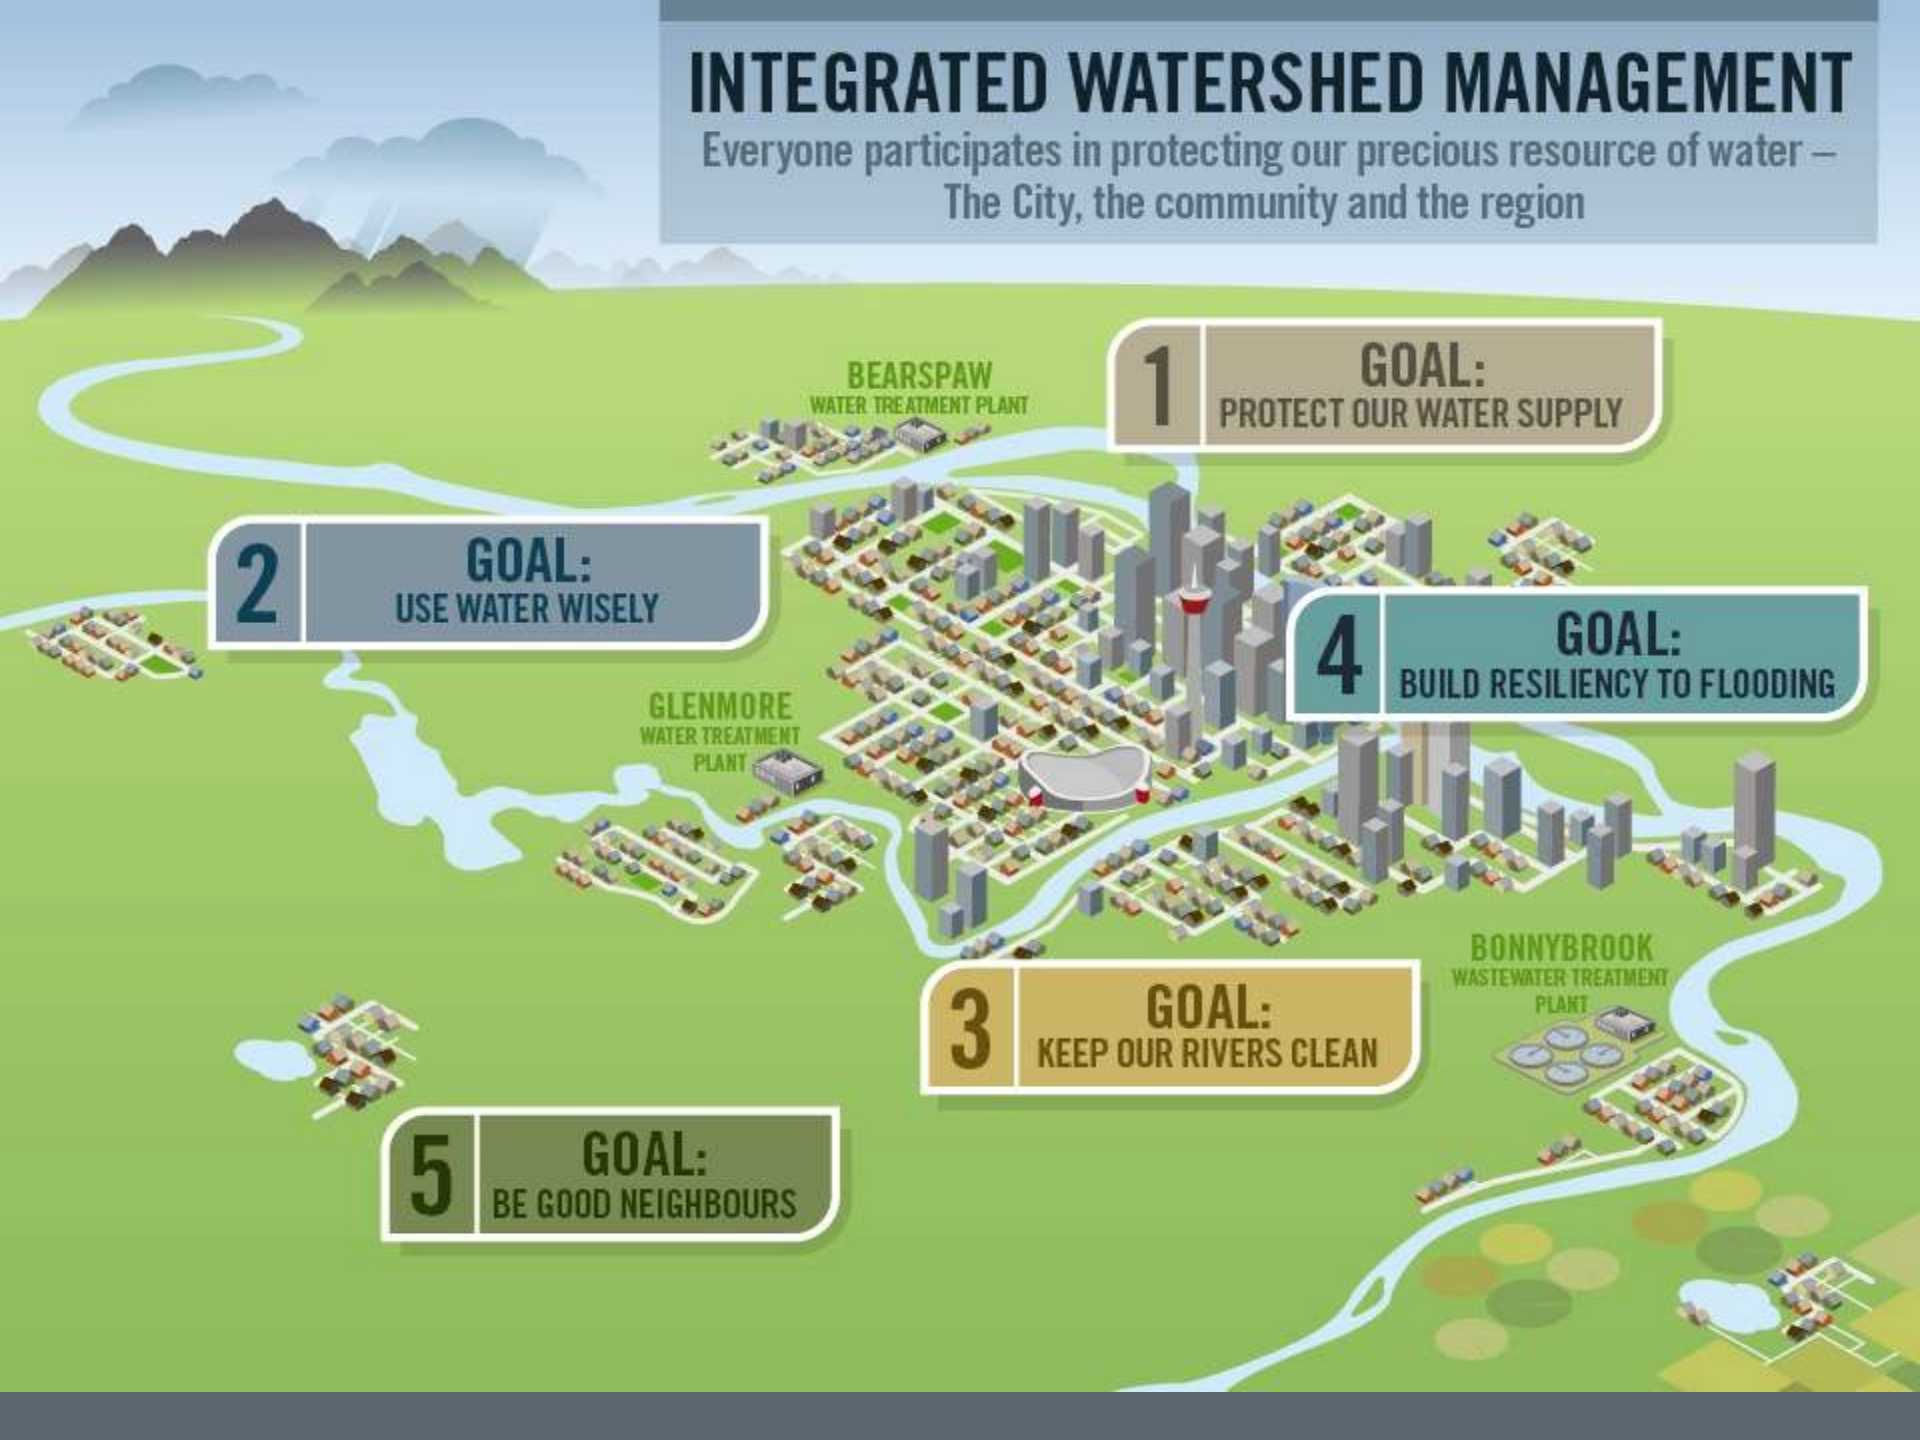 INTEGRATED WATERSHED MANAGEMENT
Everyone participates in protecting our precious resource of water –
The City, the community and the region
1
GOAL:
PROTECT OUR WATER SUPPLY
BEARSPAW
WATER TREATMENT PLANT
2
GOAL:
USE WATER WISELY
4
GOAL:
BUILD RESILIENCY TO FLOODING
GLENMORE
WATER TREATMENT
PLANT
3
GOAL:
KEEP OUR RIVERS CLEAN
BONNYBROOK
WASTEWATER TREATMENT
PLANT
5
GOAL:
BE GOOD NEIGHBOURS